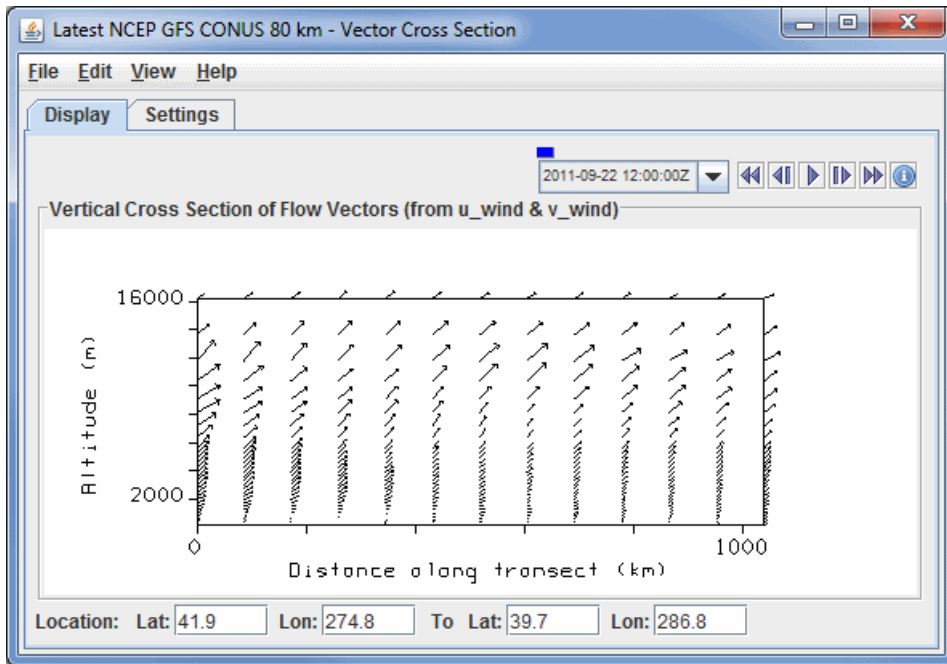 Latest NCEP GFS CONUS 80 km - Vector Cross Section
File Edit View Help
Display Settings
2011-09-22 12:00:00Z
Vertical Cross Section of Flow Vectors (from u_wind & v_wind)
16000
Altitude (m)
2000
0 1000
Distance along transect (km)
Location: Lat: 41.9 Lon: 274.8 To Lat: 39.7 Lon: 286.8